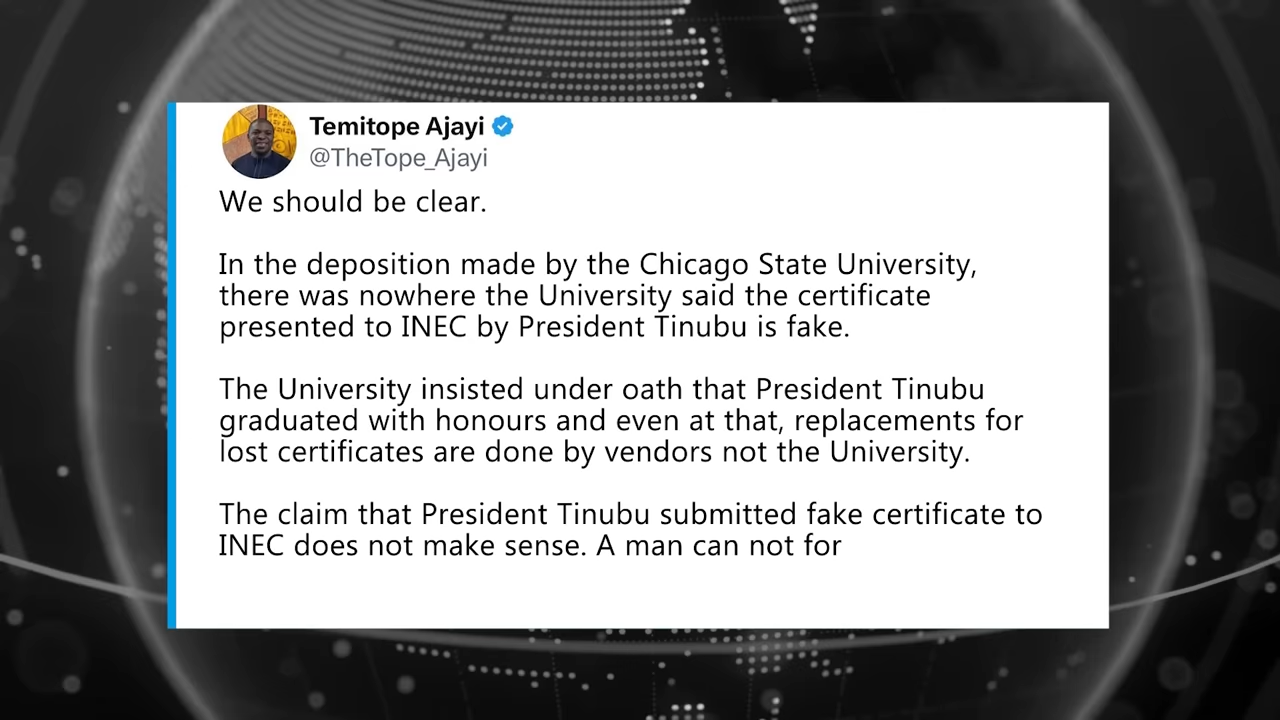 Temitope Ajayi
@TheTope_Ajayi
We should be clear.
In the deposition made by the Chicago State University,
there was nowhere the University said the certificate
presented to INEC by President Tinubu is fake.
The University insisted under oath that President Tinubu
graduated with honours and even at that, replacements for
lost certificates are done by vendors not the University.
The claim that President Tinubu submitted fake certificate to
INEC does not make sense. A man can not for